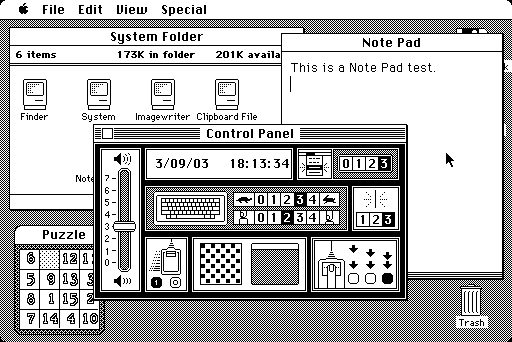 File Edit View Special
System Folder
6 items 173K in folder 201K availa
Finder System Imagewriter Clipboard File
Note
Note Pad
This is a Note Pad test.
Control Panel
3/09/03 18:13:34
0 1 2 3
7
6
5
4
3
2
1
0
0 1 2 3 4
0 1 2 3 4
1 2 3
1 0
Puzzle
6 12
5 9 13 3
8 1 15 2
7 14 4 10
Trash